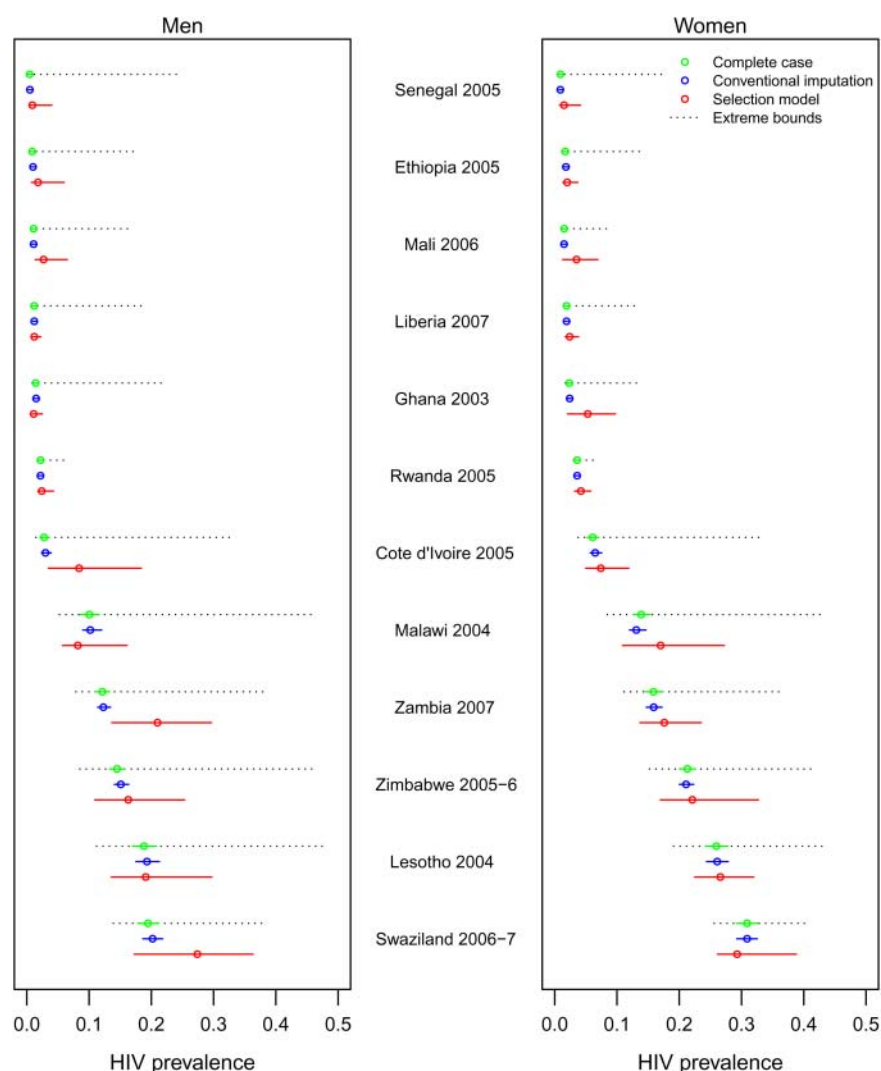 Men
Women
Complete case
Conventional imputation
Selection model
Extreme bounds
Senegal 2005
Ethiopia 2005
Mali 2006
Liberia 2007
Ghana 2003
Rwanda 2005
Cote d'Ivoire 2005
Malawi 2004
Zambia 2007
Zimbabwe 2005−6
Lesotho 2004
Swaziland 2006−7
0.0 0.1 0.2 0.3 0.4 0.5
0.0 0.1 0.2 0.3 0.4 0.5
HIV prevalence
HIV prevalence